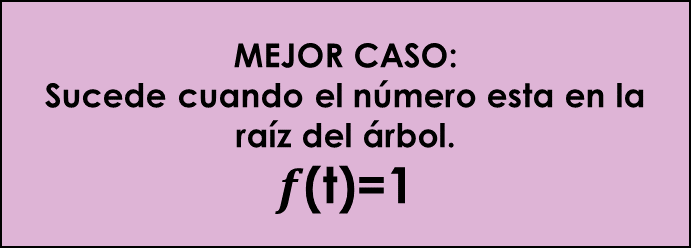 MEJOR CASO:
Sucede cuando el número esta en la
raíz del árbol.
f(t)=1